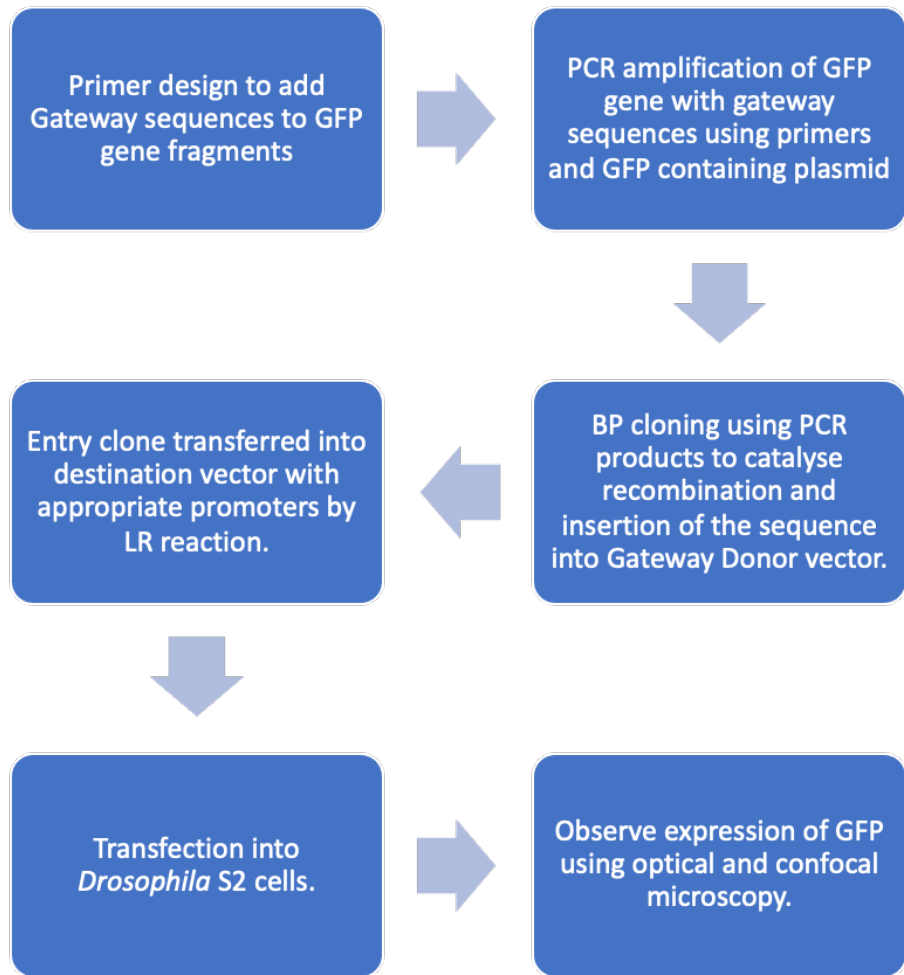 Primer design to add
Gateway sequences to GFP
gene fragments
PCR amplification of GFP
gene with gateway
sequences using primers
and GFP containing plasmid
BP cloning using PCR
products to catalyse
recombination and
insertion of the sequence
into Gateway Donor vector.
Entry clone transferred into
destination vector with
appropriate promoters by
LR reaction.
Transfection into
Drosophila S2 cells.
Observe expression of GFP
using optical and confocal
microscopy.